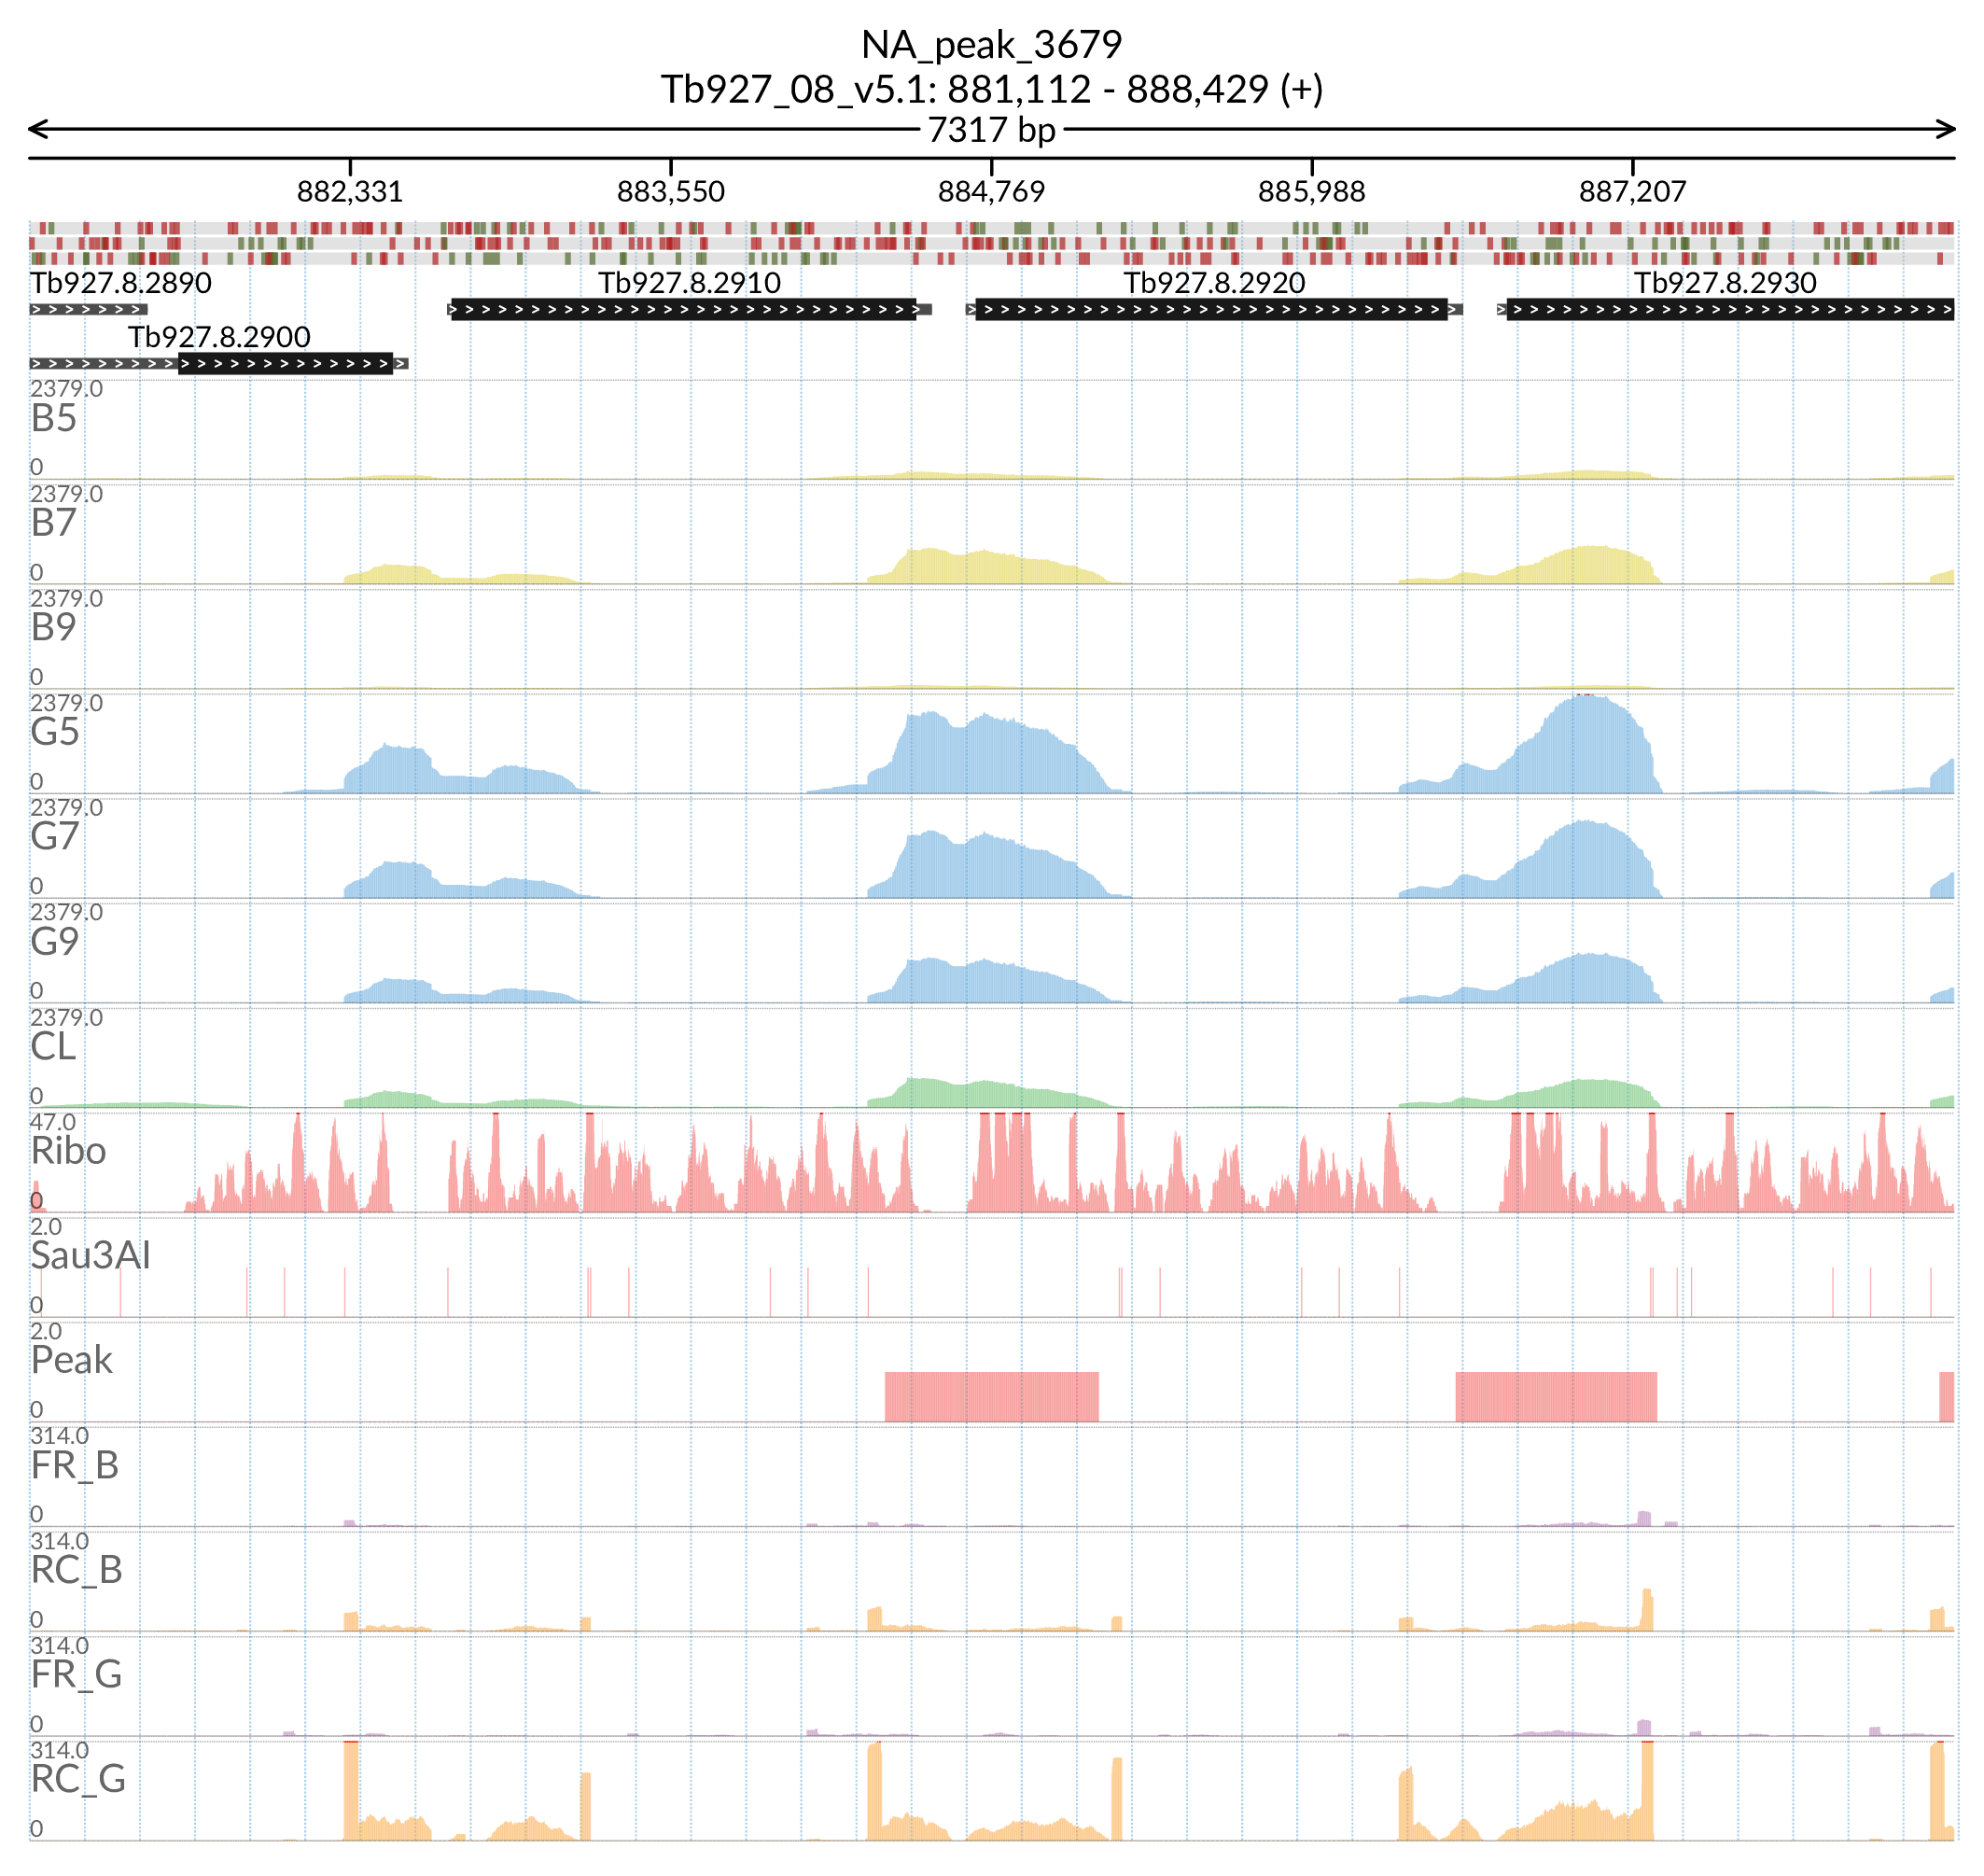 NA_peak_3679
Tb927_08_v5.1: 881,112 - 888,429 (+)
7317 bp
882,331 883,550 884,769 885,988 887,207
Tb927.8.2890 Tb927.8.2910 Tb927.8.2920 Tb927.8.2930
Tb927.8.2900
2379.0
B5
0
2379.0
B7
0
2379.0
B9
0
2379.0
G5
0
2379.0
G7
0
2379.0
G9
0
2379.0
CL
0
47.0
Ribo
0
2.0
Sau3AI
0
2.0
Peak
0
314.0
FR_B
0
314.0
RC_B
0
314.0
FR_G
0
314.0
RC_G
0